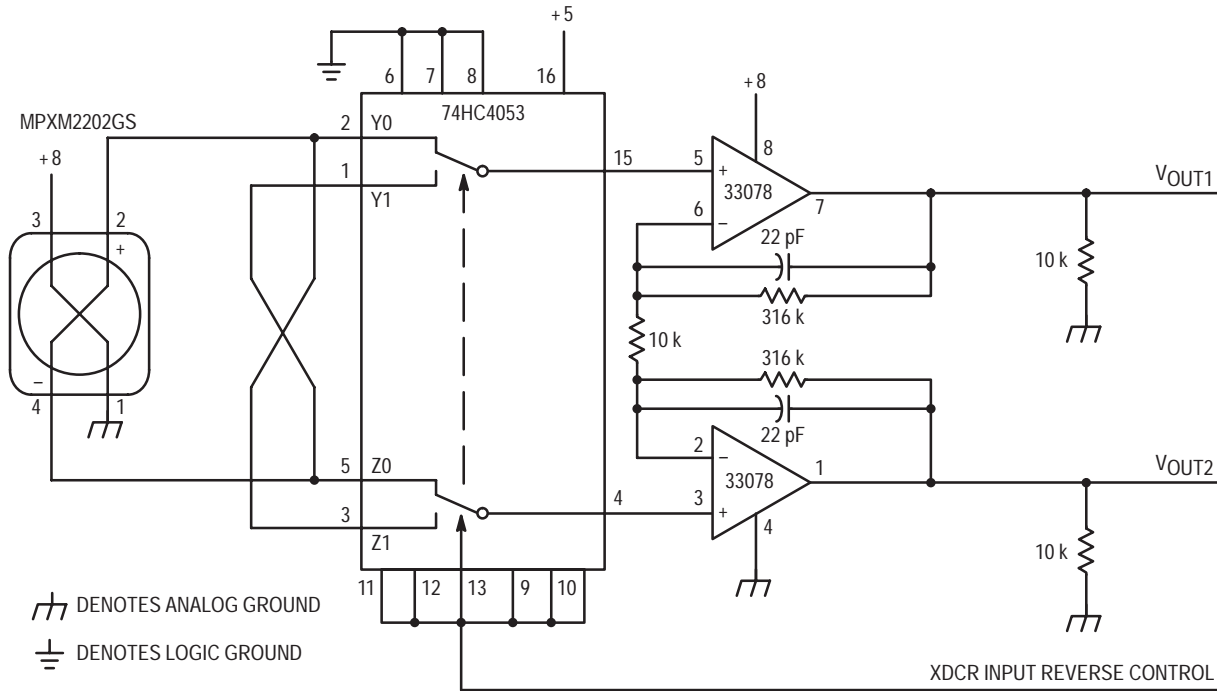 +5
6 7 8 16
74HC4053
+8
MPXM2202GS
2 Y0
+8
15
5
+
8
33078
7
VOUT1
1
Y1
3 2
+
6
−
22 pF
10 k
316 k
10 k
316 k
−
4 1
22 pF
2
−
1
VOUT2
5 Z0
33078
4
3
+
4
3
Z1
10 k
11 12 13 9 10
DENOTES ANALOG GROUND
DENOTES LOGIC GROUND
XDCR INPUT REVERSE CONTROL